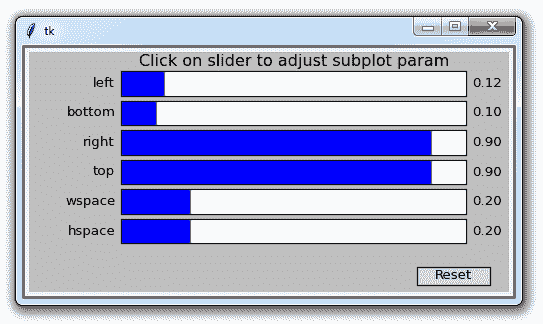 tk
Click on slider to adjust subplot param
left 0.12
bottom 0.10
right 0.90
top 0.90
wspace 0.20
hspace 0.20
Reset